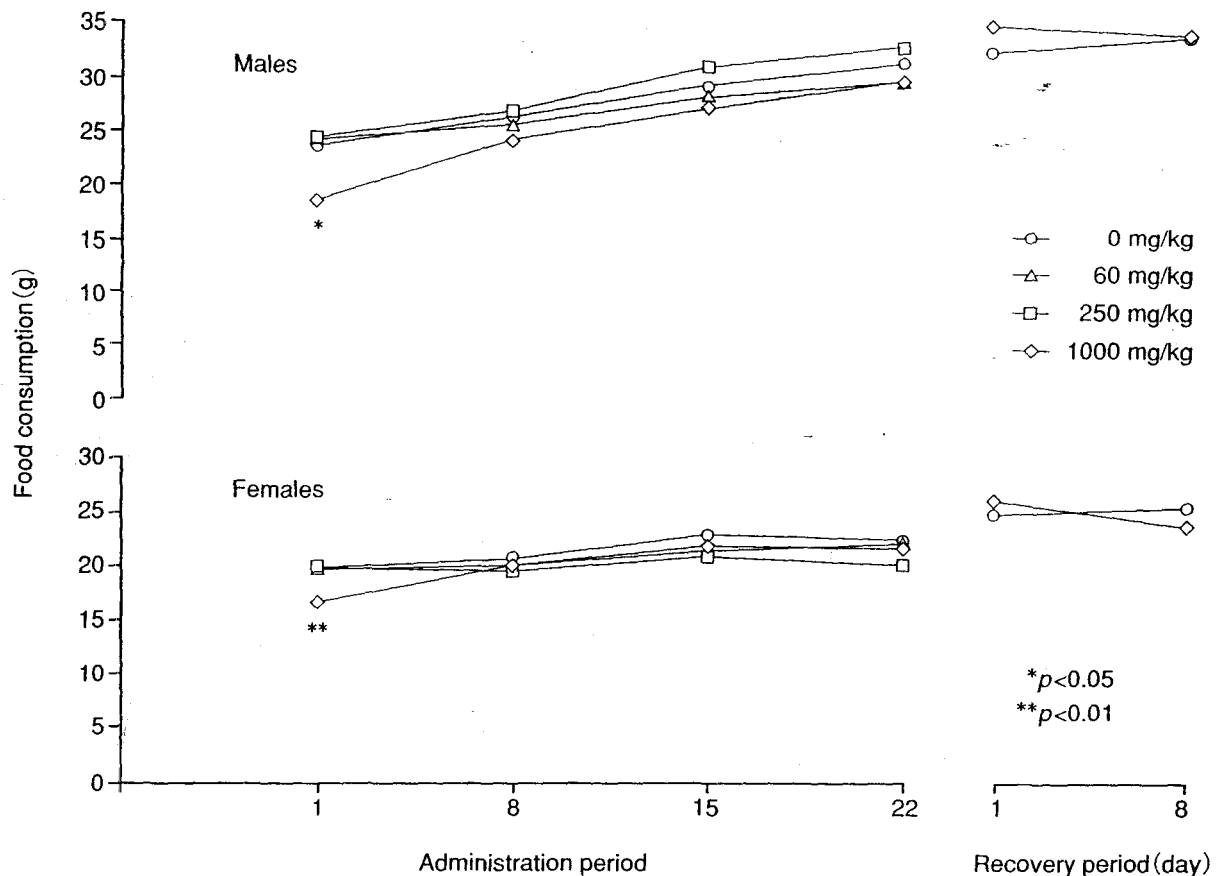 Food consumption (g)
35
30
25
20
15
10
5
0
Males
*
0 mg/kg
60 mg/kg
250 mg/kg
1000 mg/kg
30
25
20
15
10
5
0
Females
**
*p<0.05
**p<0.01
1 8 15 22 1 8
Administration period Recovery period (day)